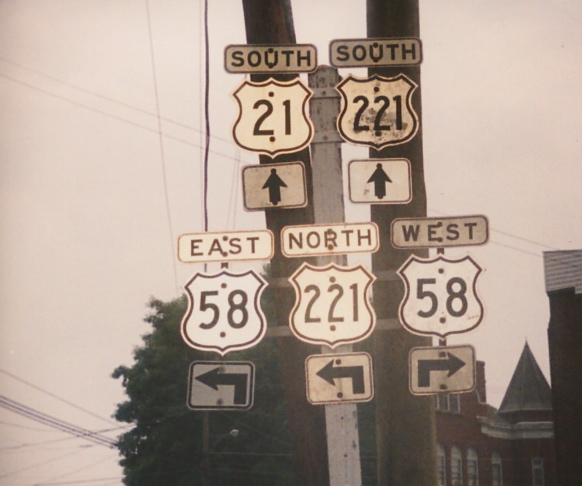 SOUTH SOUTH
21 221
EAST NORTH WEST
58 221 58